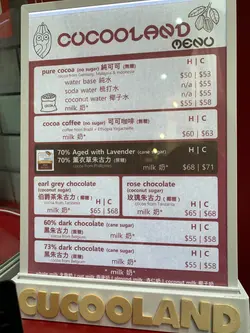 CUCOOLAND
MENU
pure cocoa (no sugar) 純可可 (無糖) H | C
water base 純水 $50 | $53
soda water 梳打水 n/a | $55
coconut water 椰子水 n/a | $55
milk 奶* $55 | $58
cocoa coffee (no sugar) 可可咖啡 (無糖) H | C
milk 奶* $60 | $63
70% Aged with Lavender (cane sugar) H | C
70% 薰衣草朱古力 (蔗糖)
milk 奶* $68 | $71
earl grey chocolate H | C
(coconut sugar)
伯爵茶朱古力 (椰糖)
milk 奶* $65 | $68
rose chocolate H | C
(coconut sugar)
玫瑰朱古力 (椰糖)
milk 奶* $65 | $68
60% dark chocolate (cane sugar) H | C
黑朱古力 (蔗糖)
milk 奶* $55 | $58
73% dark chocolate (cane sugar) H | C
黑朱古力 (蔗糖)
milk 奶* $55 | $58
CUCOOLAND